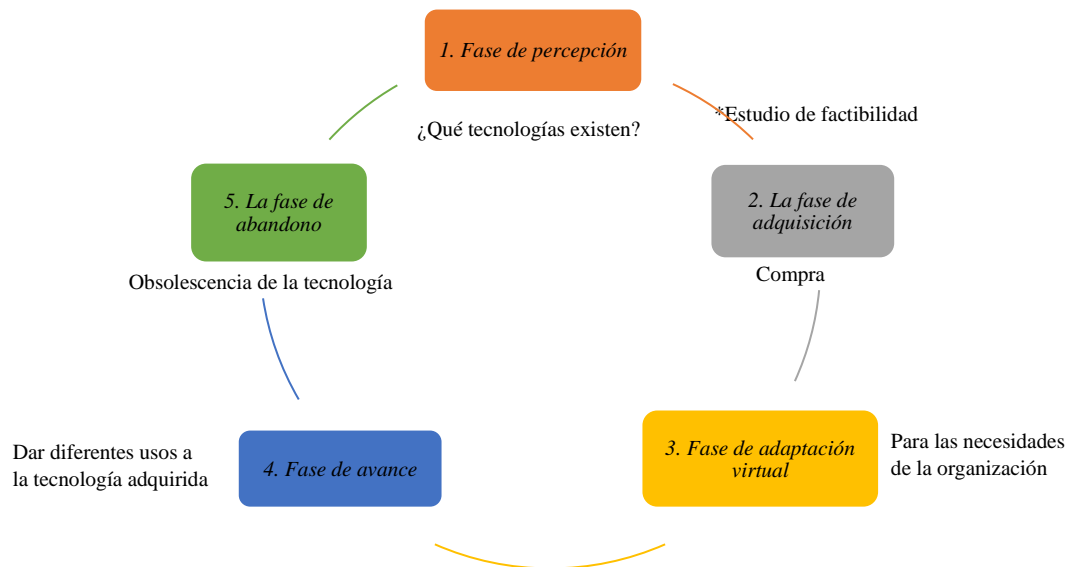 1. Fase de percepción
¿Qué tecnologías existen?
*Estudio de factibilidad
2. La fase de
adquisición
Compra
3. Fase de adaptación
virtual
Para las necesidades
de la organización
4. Fase de avance
Dar diferentes usos a
la tecnología adquirida
5. La fase de
abandono
Obsolescencia de la tecnología